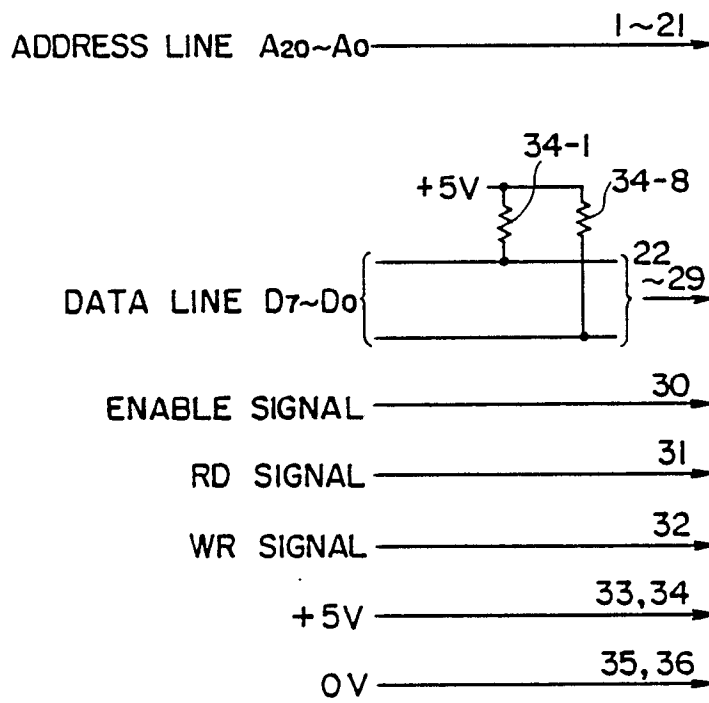 ADDRESS LINE A20~A0 1~21
34-1
+5V 34-8
22
DATA LINE D7~D0 ~29
ENABLE SIGNAL 30
RD SIGNAL 31
WR SIGNAL 32
+5V 33,34
0V 35,36